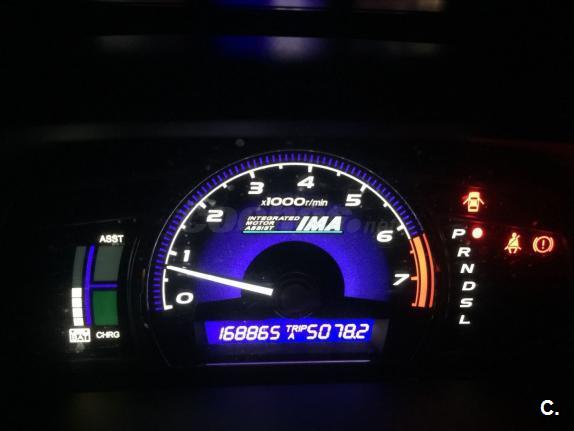 x1000r/min
0 1 2 3 4 5 6 7
INTEGRATED
MOTOR
ASSIST
IMA
ASST
BAT CHRG
P
R
N
D
S
L
168865 TRIP A 5078.2
C.